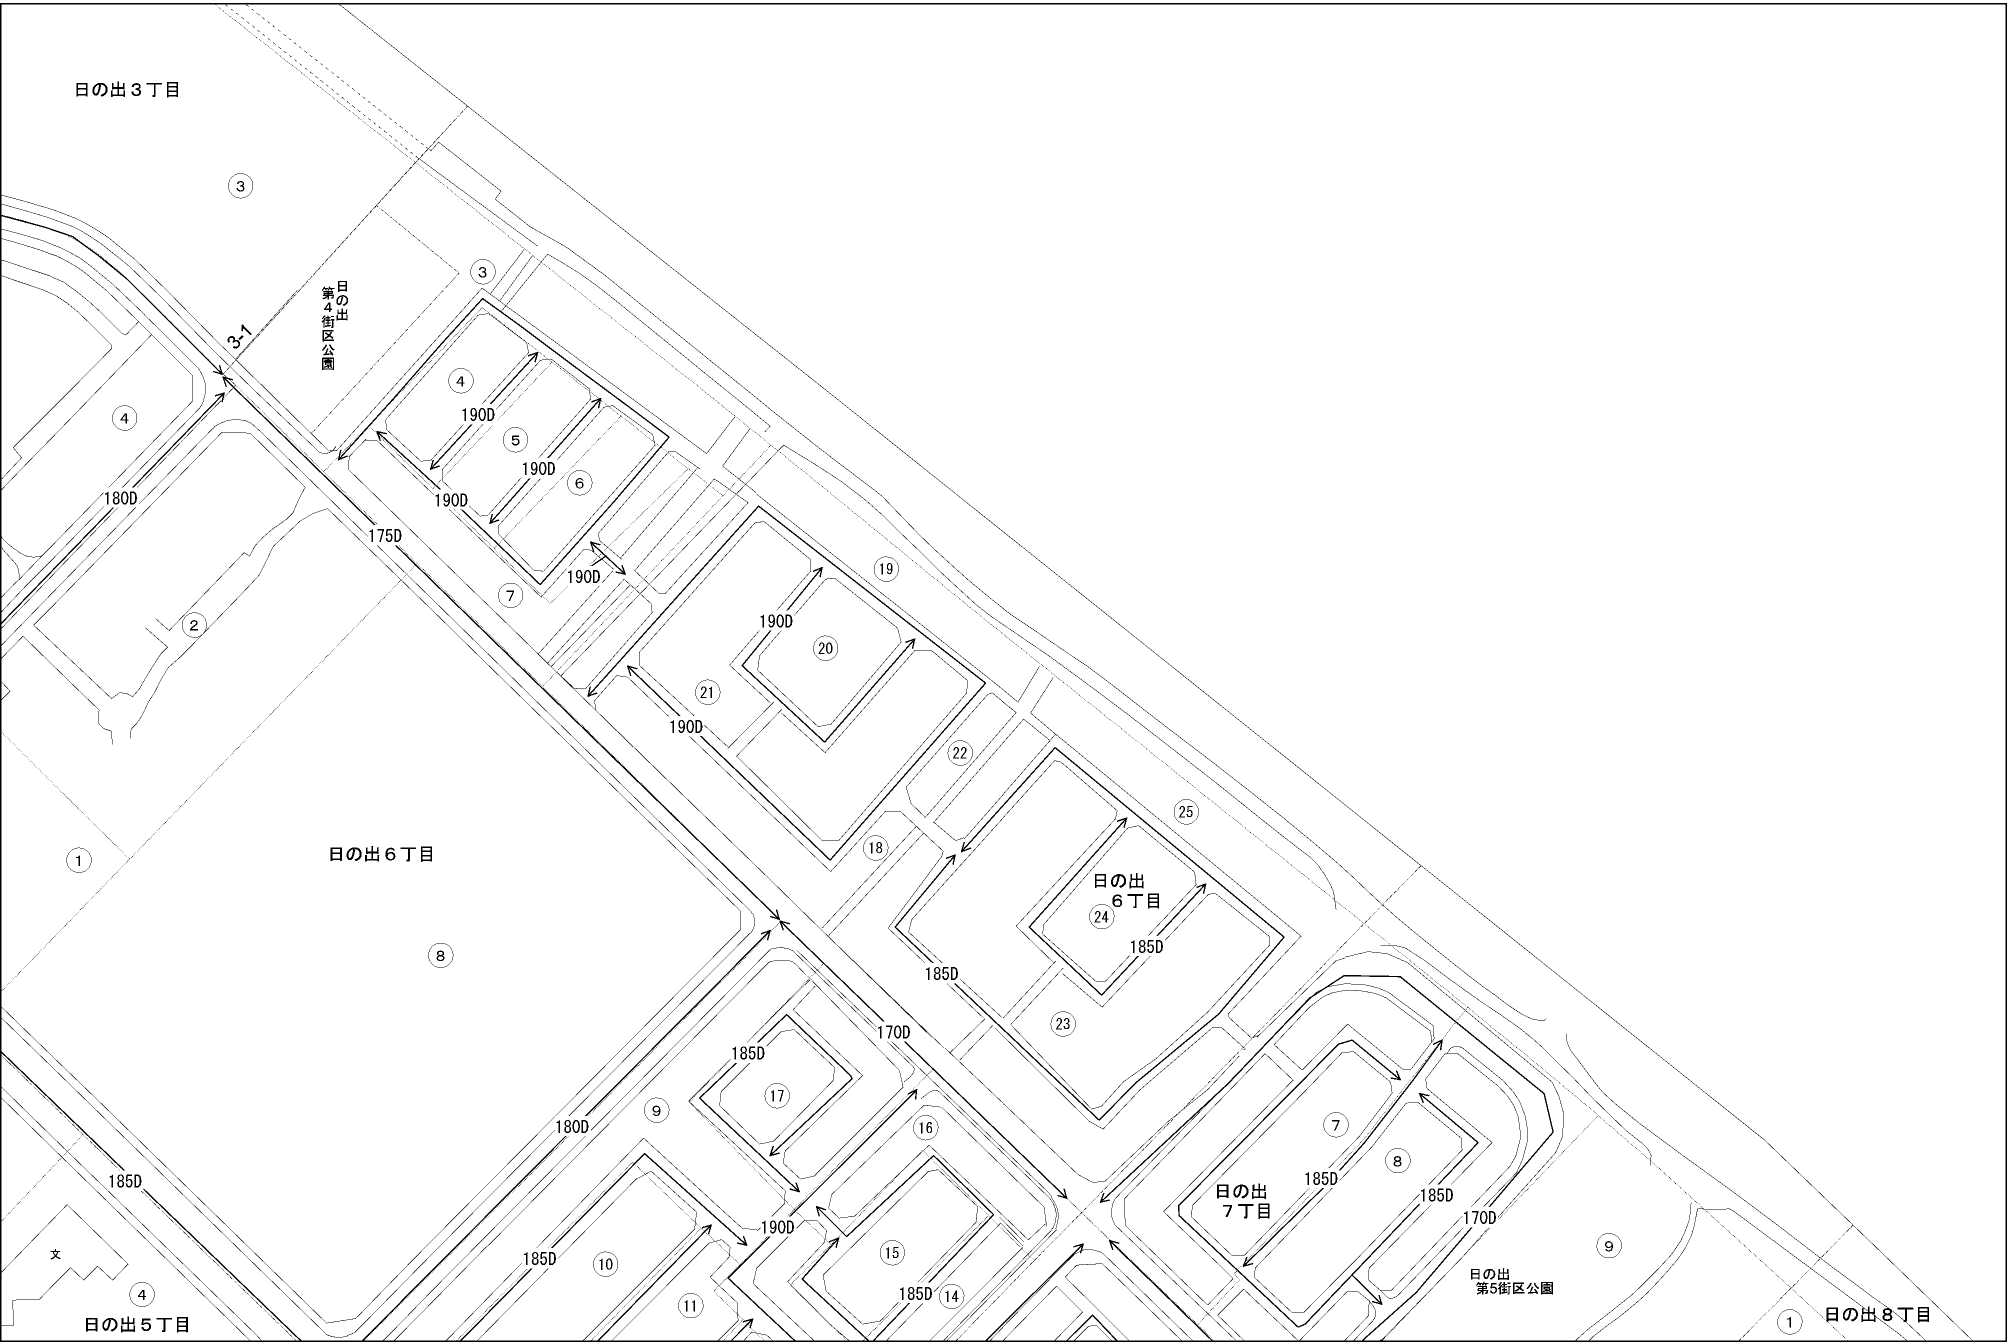 日の出３丁目
3
3
日の出
第４街区公園
3-1
4
4
190D
5
190D
6
190D
180D
175D
190D
7
2
19
190D
20
21
190D
22
18
25
日の出
６丁目
24
185D
185D
23
日の出６丁目
1
8
170D
185D
17
9
16
180D
7
8
185D
185D
185D
日の出
７丁目
170D
190D
15
185D
14
185D
10
11
文
4
日の出５丁目
9
日の出
第5街区公園
1
日の出８丁目